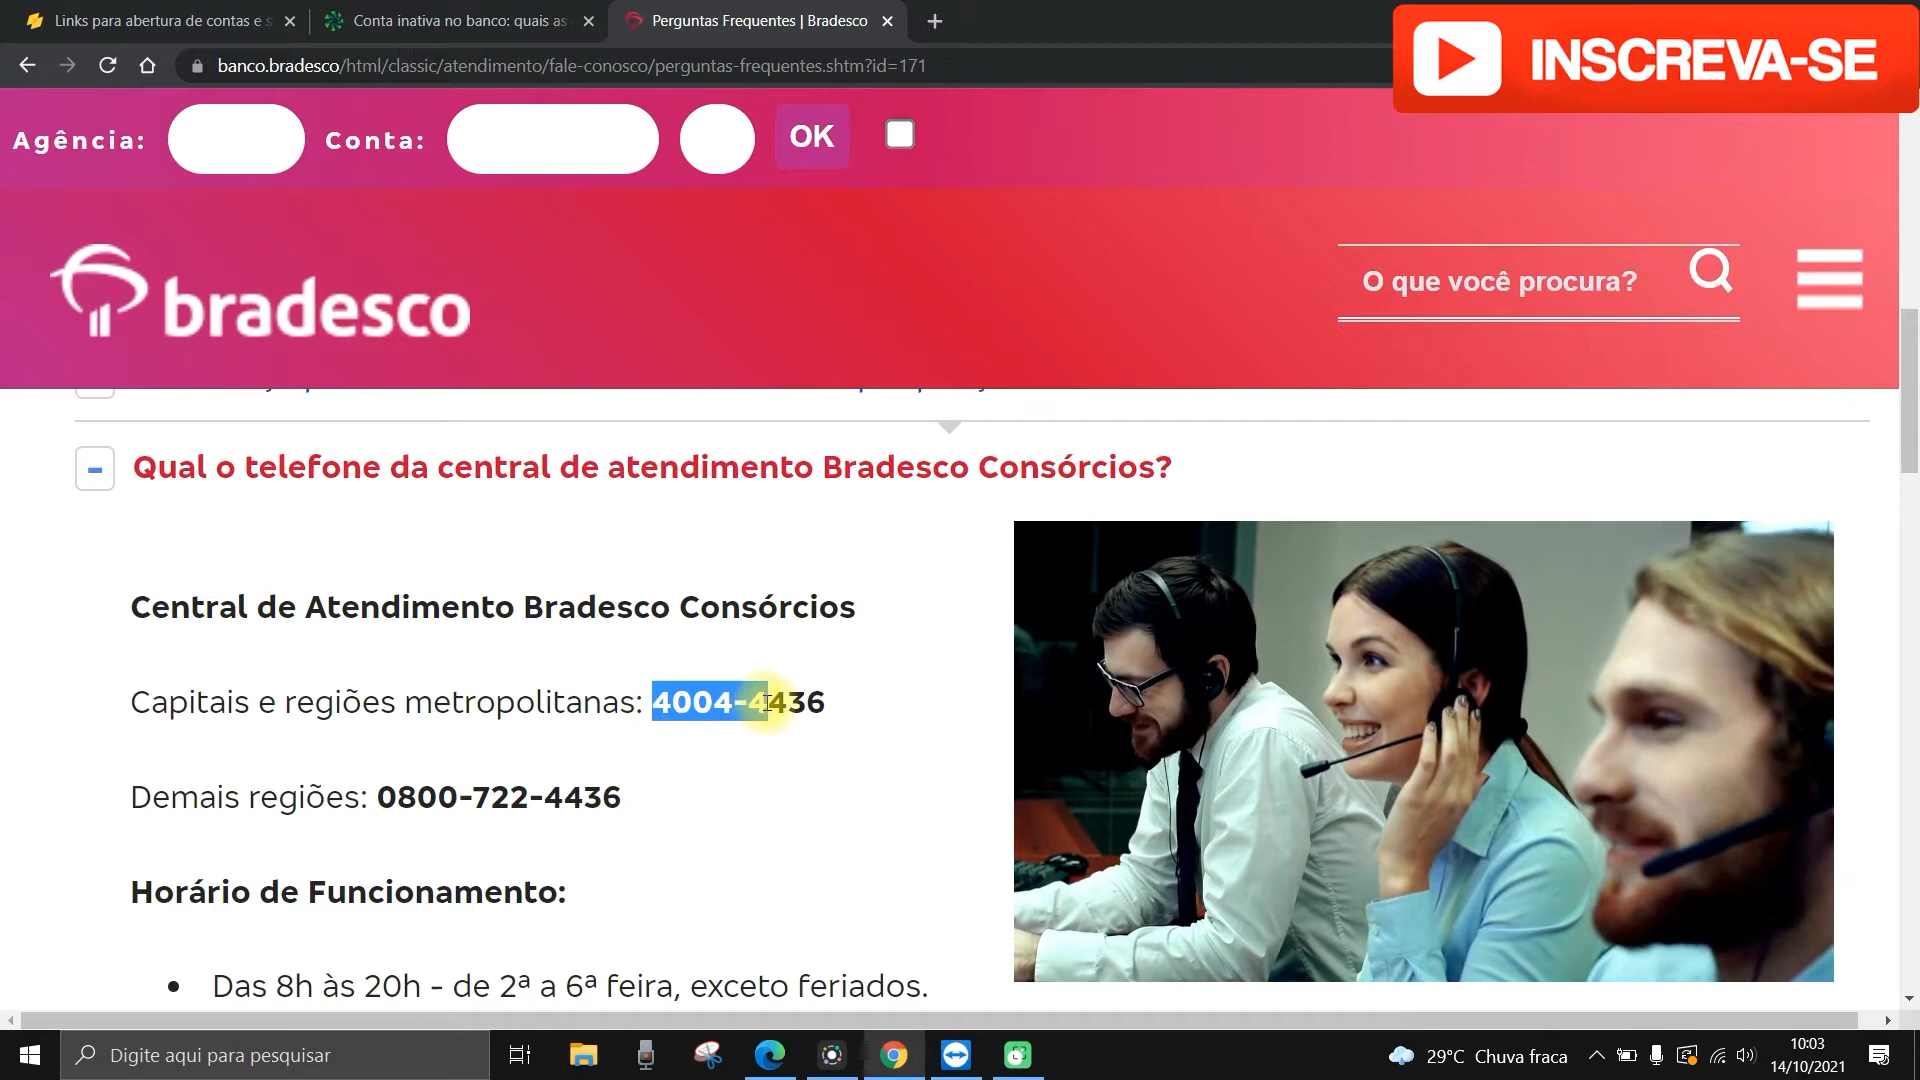 Links para abertura de contas e s
Conta inativa no banco: quais as
Perguntas Frequentes | Bradesco
banco.bradesco/html/classic/atendimento/fale-conosco/perguntas-frequentes.shtm?id=171
INSCREVA-SE
Agência:
Conta:
OK
bradesco
O que você procura?
Qual o telefone da central de atendimento Bradesco Consórcios?
Central de Atendimento Bradesco Consórcios
Capitais e regiões metropolitanas: 4004-4436
Demais regiões: 0800-722-4436
Horário de Funcionamento:
• Das 8h às 20h - de 2ª a 6ª feira, exceto feriados.
Digite aqui para pesquisar
29°C Chuva fraca
10:03
14/10/2021